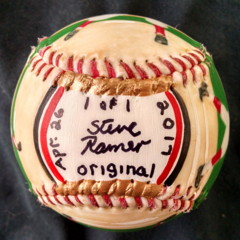 1 of 1
Steve
Ramer
original
Apr. 26
2017